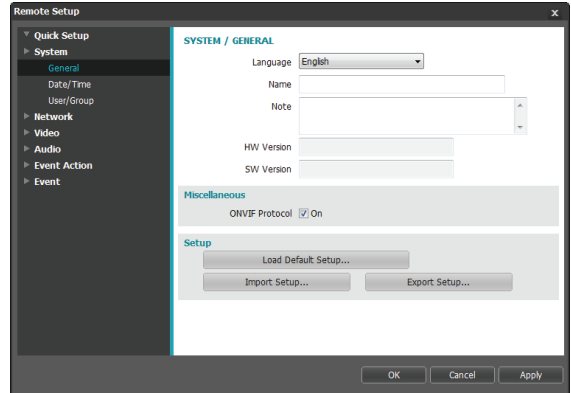 Remote Setup
x
Quick Setup
System
General
Date/Time
User/Group
Network
Video
Audio
Event Action
Event
SYSTEM / GENERAL
Language English
Name
Note
HW Version
SW Version
Miscellaneous
ONVIF Protocol On
Setup
Load Default Setup...
Import Setup... Export Setup...
OK Cancel Apply